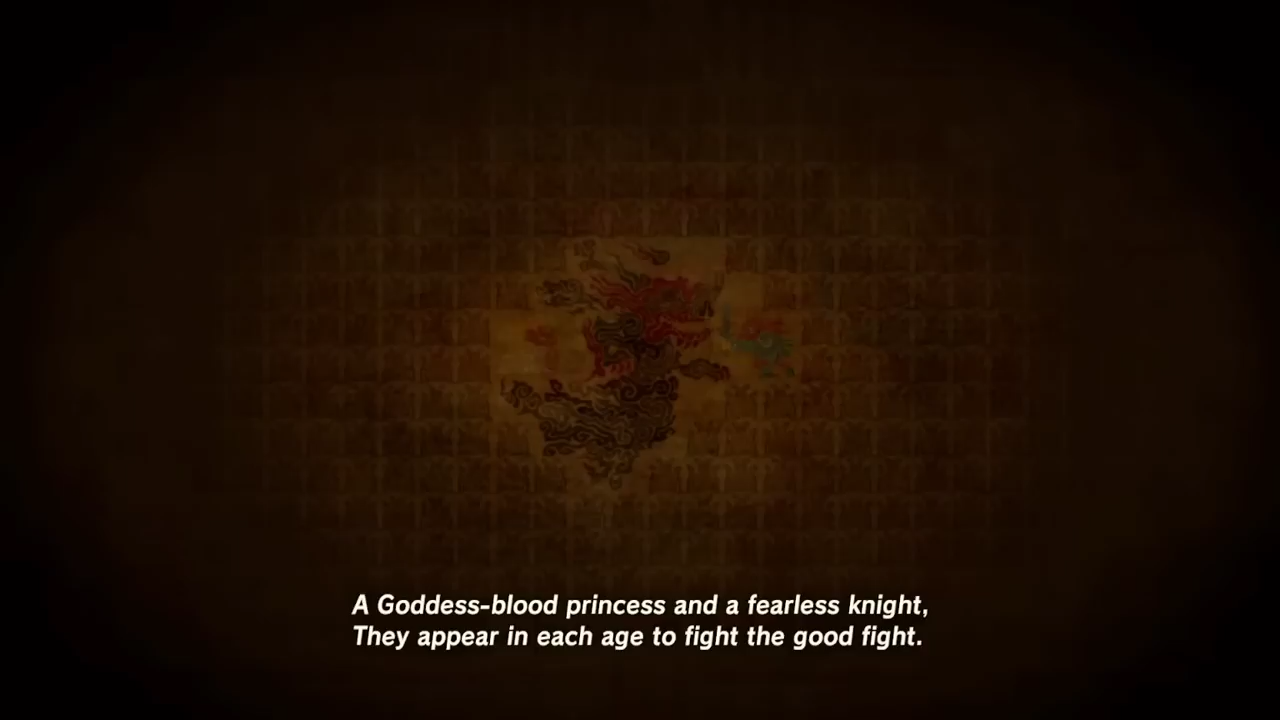 A Goddess-blood princess and a fearless knight,
They appear in each age to fight the good fight.